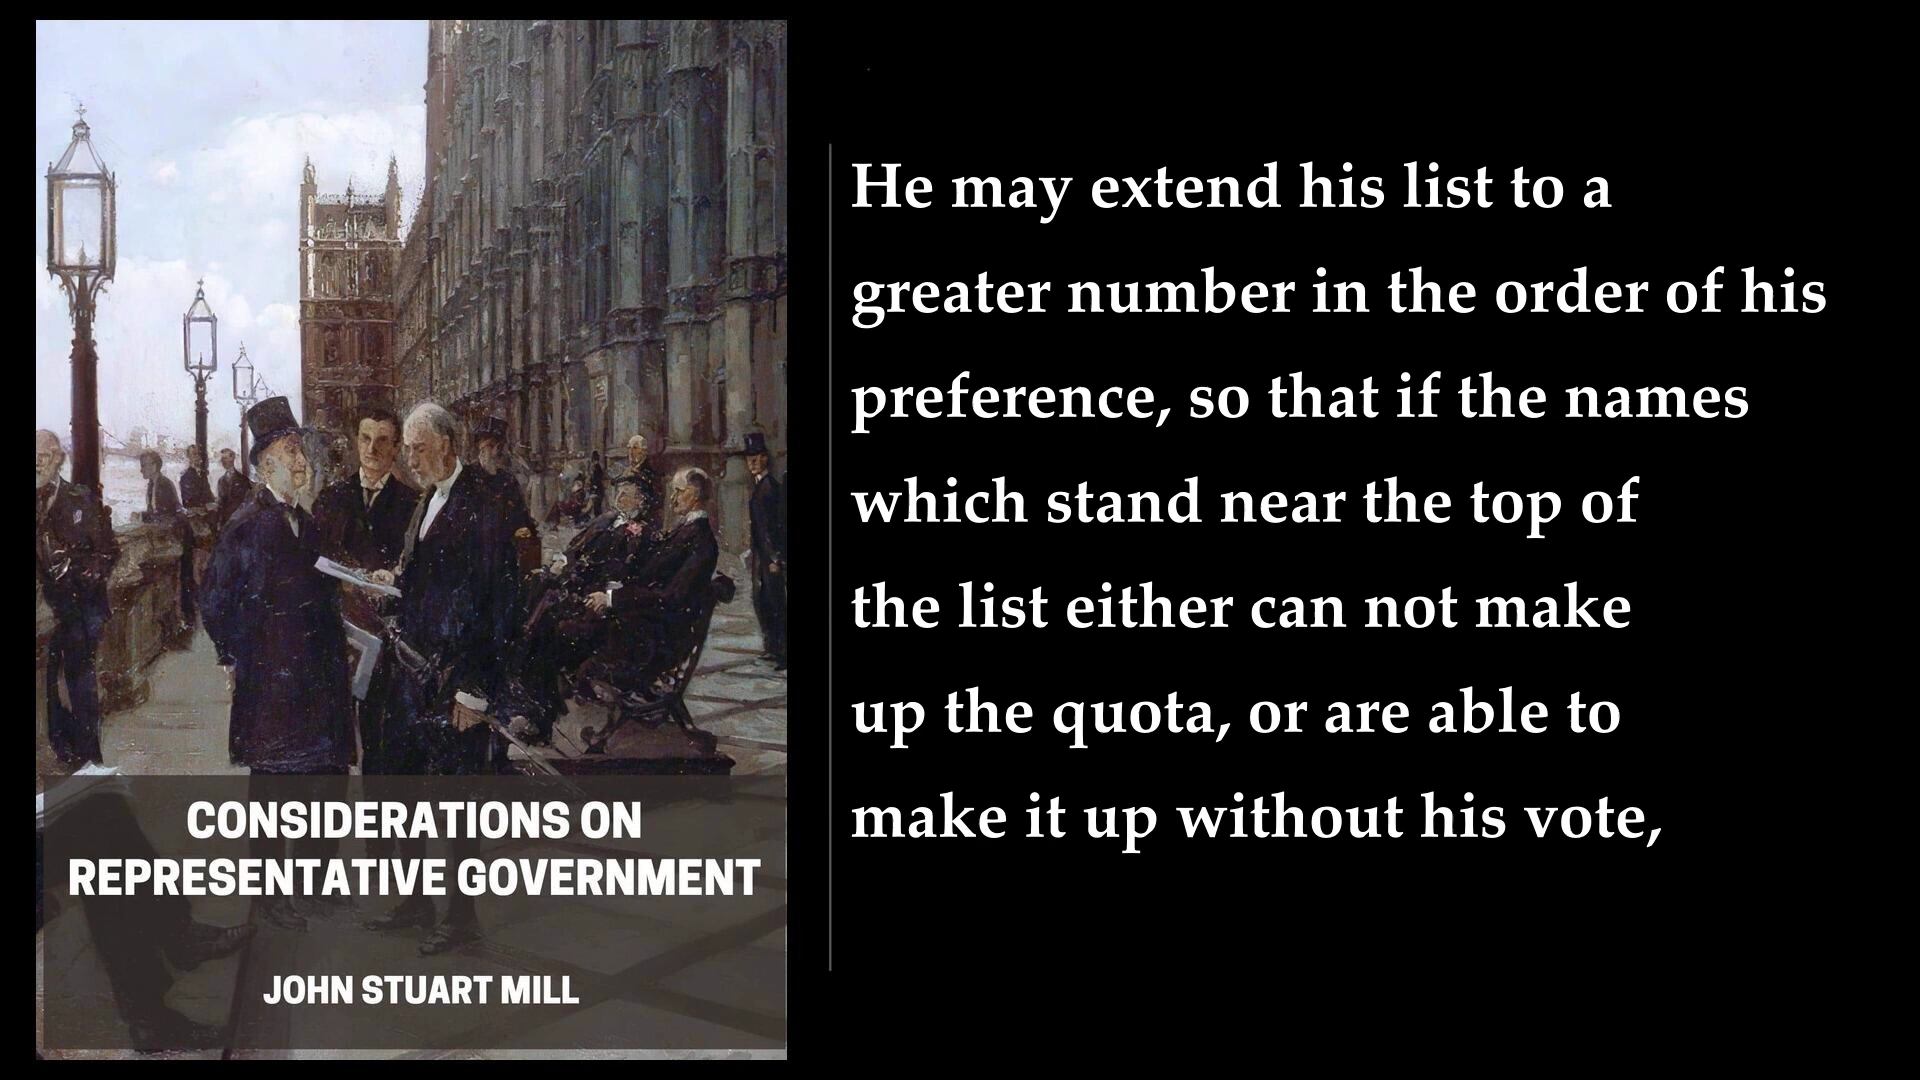 CONSIDERATIONS ON
REPRESENTATIVE GOVERNMENT
JOHN STUART MILL
He may extend his list to a
greater number in the order of his
preference, so that if the names
which stand near the top of
the list either can not make
up the quota, or are able to
make it up without his vote,